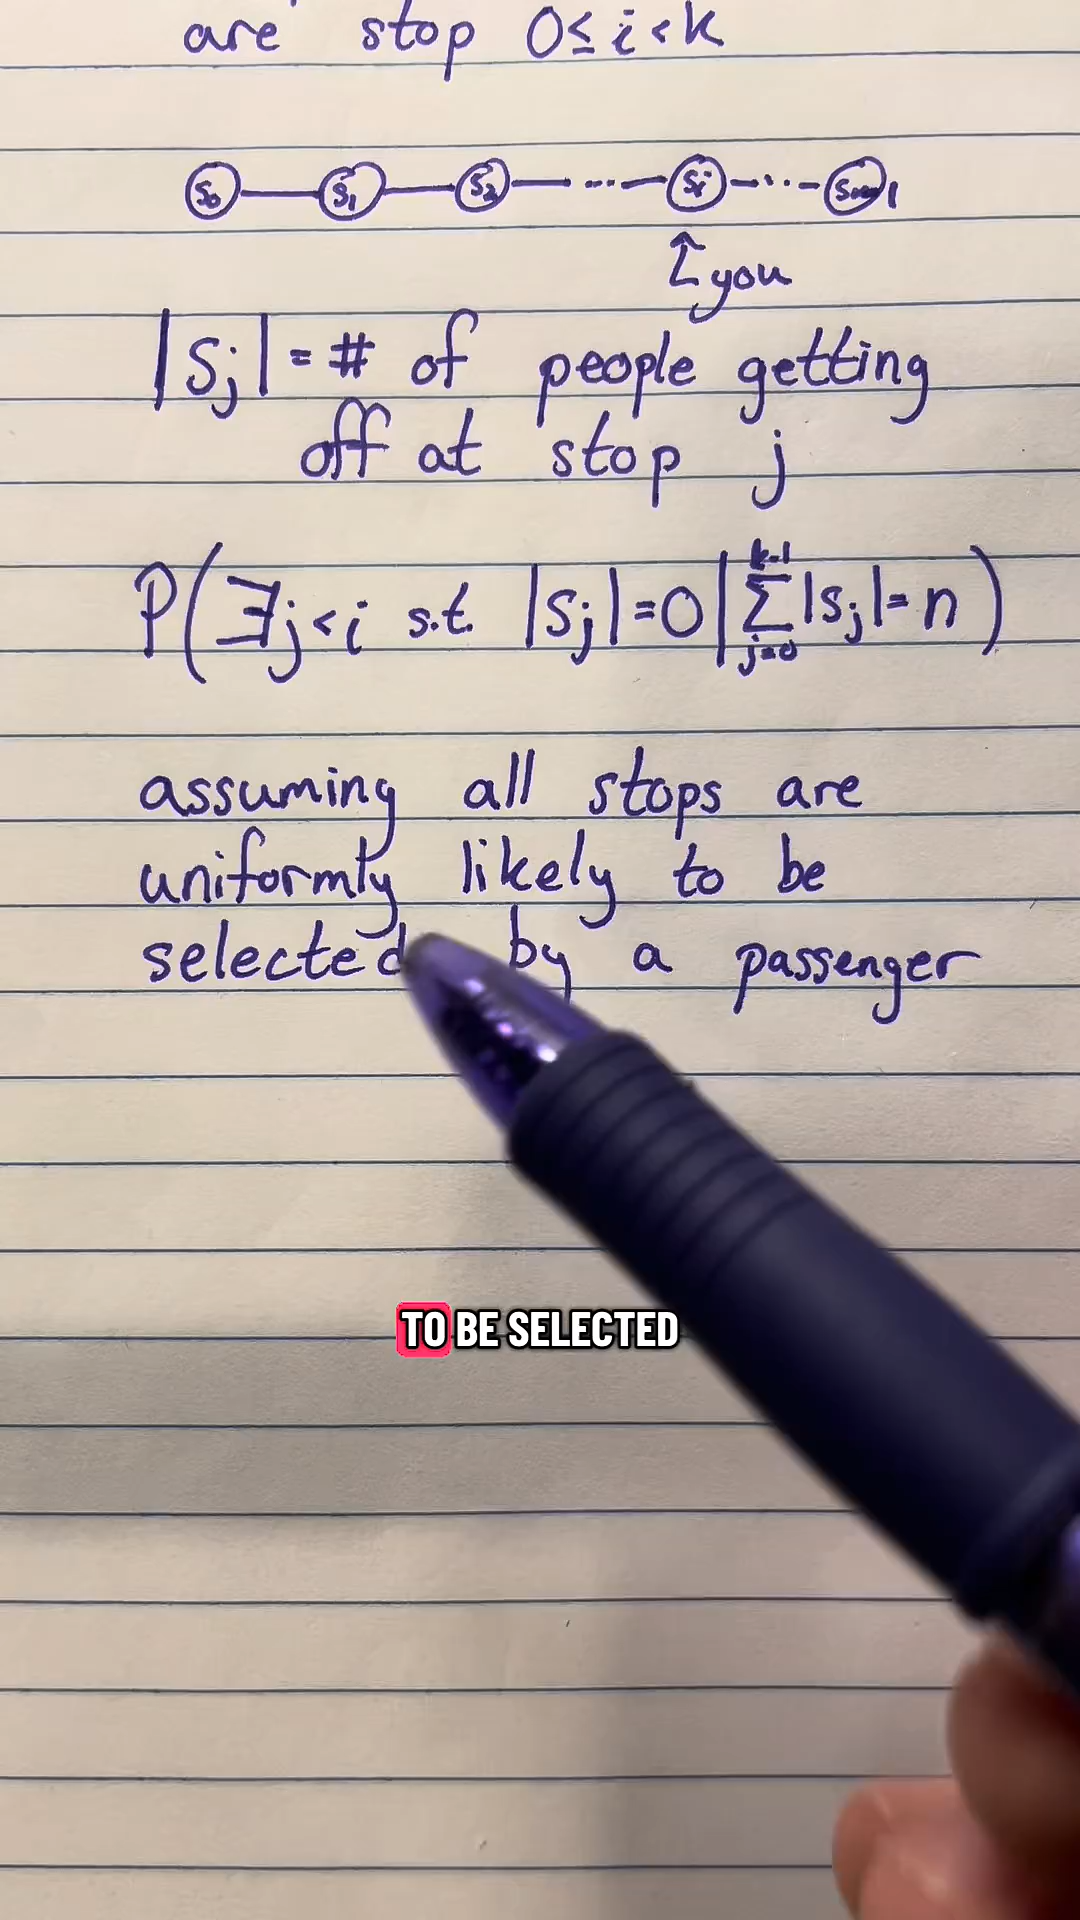 are stop 0≤i<k
S₀ S₁ S₂ ... Sᵢ ...
↑you
|Sⱼ| = # of people getting
off at stop j
P(∃j<i s.t. |Sⱼ|=0 | ∑_{j=0}^{k-1} |Sⱼ| = n)
assuming all stops are
uniformly likely to be
selected by a passenger
TO BE SELECTED